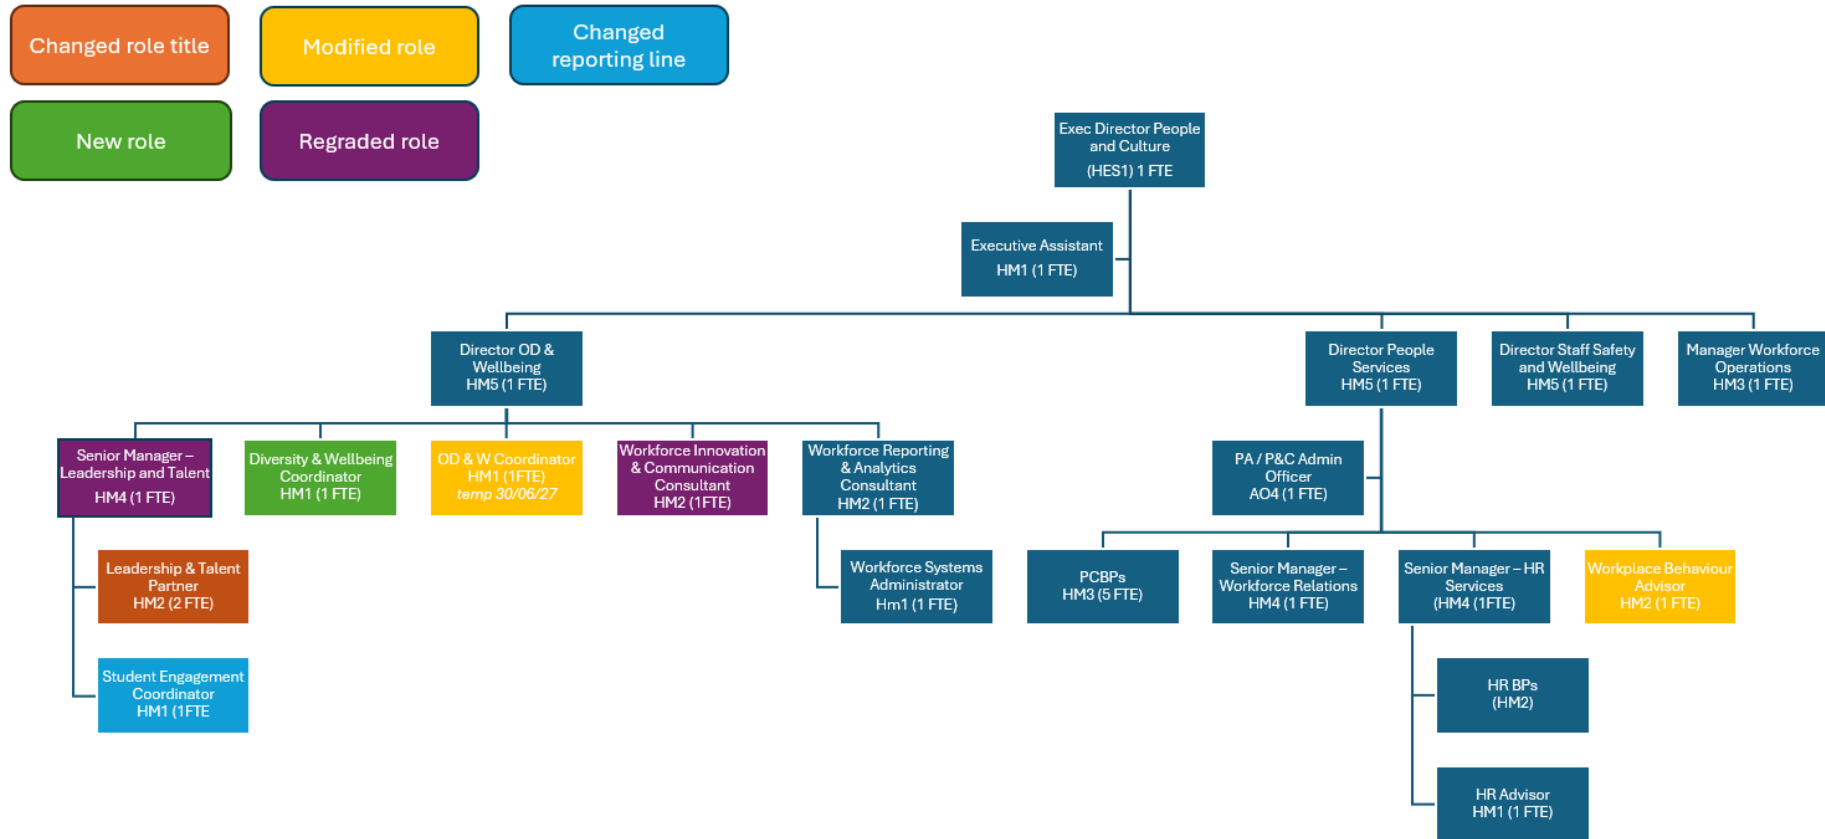 Changed role title
Modified role
Changed
reporting line
New role
Regraded role
Exec Director People
and Culture
(HES1) 1 FTE
Executive Assistant
HM1 (1 FTE)
Director OD &
Wellbeing
HM5 (1 FTE)
Director People
Services
HM5 (1 FTE)
Director Staff Safety
and Wellbeing
HM5 (1 FTE)
Manager Workforce
Operations
HM3 (1 FTE)
Senior Manager –
Leadership and Talent
HM4 (1 FTE)
Diversity & Wellbeing
Coordinator
HM1 (1 FTE)
OD & W Coordinator
HM1 (1FTE)
temp 30/06/27
Workforce Innovation
& Communication
Consultant
HM2 (1FTE)
Workforce Reporting
& Analytics
Consultant
HM2 (1 FTE)
PA / P&C Admin
Officer
AO4 (1 FTE)
Leadership & Talent
Partner
HM2 (2 FTE)
Workforce Systems
Administrator
Hm1 (1 FTE)
PCBPs
HM3 (5 FTE)
Senior Manager –
Workforce Relations
HM4 (1 FTE)
Senior Manager – HR
Services
(HM4 (1FTE)
Workplace Behaviour
Advisor
HM2 (1 FTE)
Student Engagement
Coordinator
HM1 (1FTE
HR BPs
(HM2)
HR Advisor
HM1 (1 FTE)